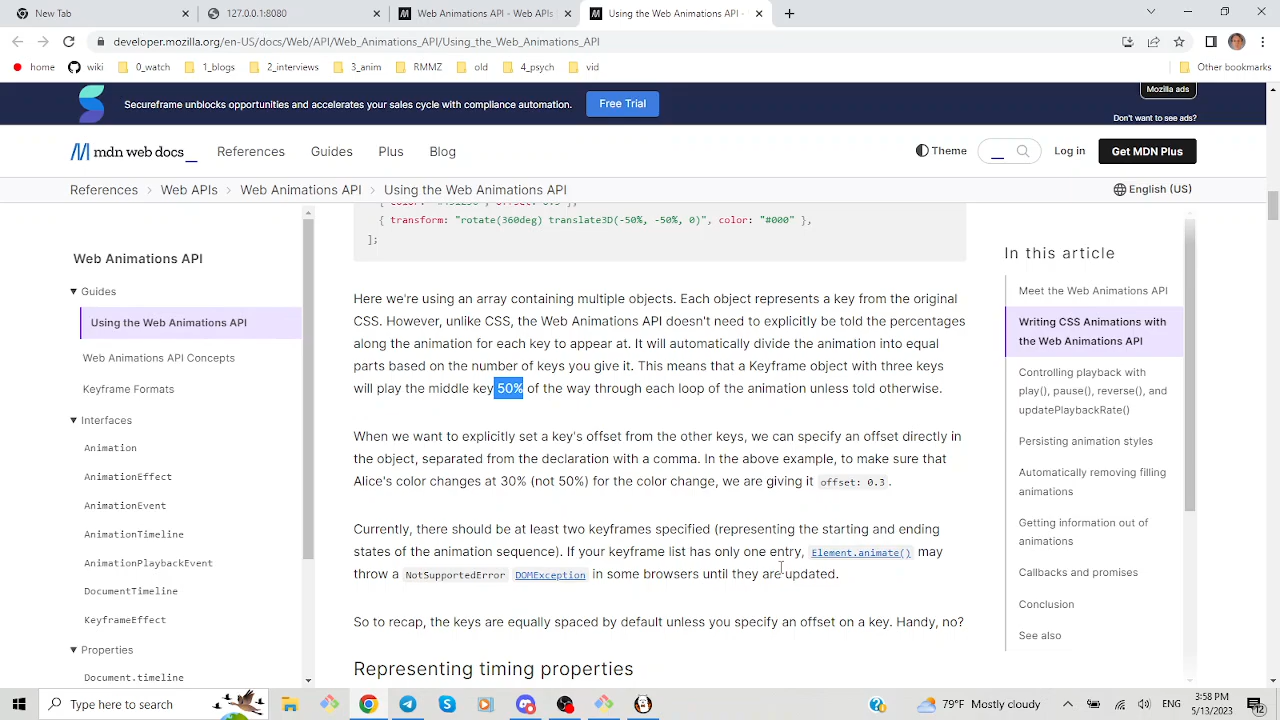 New Tab
127.0.0.1:8080
Web Animations API - Web APIs
Using the Web Animations API -
developer.mozilla.org/en-US/docs/Web/API/Web_Animations_API/Using_the_Web_Animations_API
home
wiki
0_watch
1_blogs
2_interviews
3_anim
RMMZ
old
4_psych
vid
Other bookmarks
Secureframe unblocks opportunities and accelerates your sales cycle with compliance automation.
Free Trial
Mozilla ads
Don't want to see ads?
mdn web docs_
References
Guides
Plus
Blog
Theme
Log in
Get MDN Plus
References > Web APIs > Web Animations API > Using the Web Animations API
English (US)
{ transform: "rotate(360deg) translate3D(-50%, -50%, 0)", color: "#000" },
];
Web Animations API
Guides
Using the Web Animations API
Web Animations API Concepts
Keyframe Formats
Interfaces
Animation
AnimationEffect
AnimationEvent
AnimationTimeline
AnimationPlaybackEvent
DocumentTimeline
KeyframeEffect
Properties
Document.timeline
Here we're using an array containing multiple objects. Each object represents a key from the original
CSS. However, unlike CSS, the Web Animations API doesn't need to explicitly be told the percentages
along the animation for each key to appear at. It will automatically divide the animation into equal
parts based on the number of keys you give it. This means that a Keyframe object with three keys
will play the middle key 50% of the way through each loop of the animation unless told otherwise.
When we want to explicitly set a key's offset from the other keys, we can specify an offset directly in
the object, separated from the declaration with a comma. In the above example, to make sure that
Alice's color changes at 30% (not 50%) for the color change, we are giving it offset: 0.3.
Currently, there should be at least two keyframes specified (representing the starting and ending
states of the animation sequence). If your keyframe list has only one entry, Element.animate() may
throw a NotSupportedError DOMException in some browsers until they are updated.
So to recap, the keys are equally spaced by default unless you specify an offset on a key. Handy, no?
Representing timing properties
In this article
Meet the Web Animations API
Writing CSS Animations with
the Web Animations API
Controlling playback with
play(), pause(), reverse(), and
updatePlaybackRate()
Persisting animation styles
Automatically removing filling
animations
Getting information out of
animations
Callbacks and promises
Conclusion
See also
Type here to search
79°F Mostly cloudy
ENG
3:58 PM
5/13/2023
12